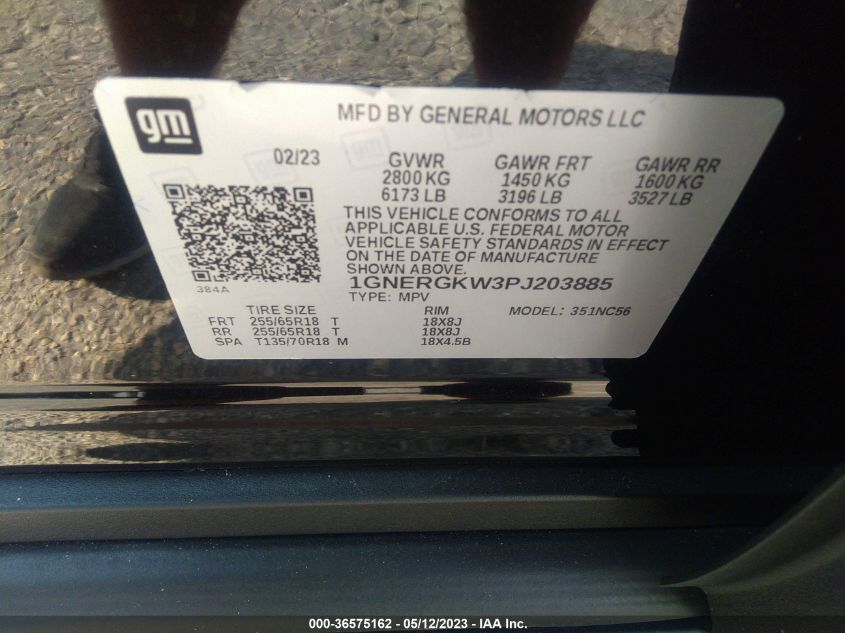 gm
MFD BY GENERAL MOTORS LLC
02/23 GVWR GAWR FRT GAWR RR
2800 KG 1450 KG 1600 KG
6173 LB 3196 LB 3527 LB
THIS VEHICLE CONFORMS TO ALL
APPLICABLE U.S. FEDERAL MOTOR
VEHICLE SAFETY STANDARDS IN EFFECT
ON THE DATE OF MANUFACTURE
SHOWN ABOVE.
384A
1GNERGKW3PJ203885
TYPE: MPV MODEL: 351NC56
TIRE SIZE RIM
FRT 255/65R18 T 18X8J
RR 255/65R18 T 18X8J
SPA T135/70R18 M 18X4.5B
000-36575162 - 05/12/2023 - IAA Inc.